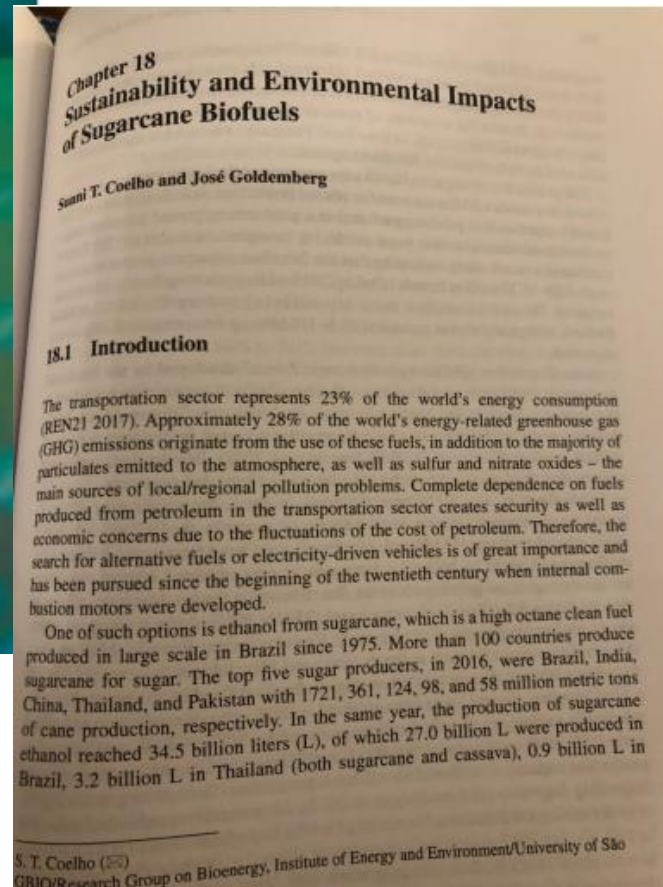 Chapter 18
Sustainability and Environmental Impacts
of Sugarcane Biofuels
Suani T. Coelho and José Goldemberg
18.1 Introduction
The transportation sector represents 23% of the world's energy consumption
(REN21 2017). Approximately 28% of the world's energy-related greenhouse gas
(GHG) emissions originate from the use of these fuels, in addition to the majority of
particulates emitted to the atmosphere, as well as sulfur and nitrate oxides – the
main sources of local/regional pollution problems. Complete dependence on fuels
produced from petroleum in the transportation sector creates security as well as
economic concerns due to the fluctuations of the cost of petroleum. Therefore, the
search for alternative fuels or electricity-driven vehicles is of great importance and
has been pursued since the beginning of the twentieth century when internal com-
bustion motors were developed.
One of such options is ethanol from sugarcane, which is a high octane clean fuel
produced in large scale in Brazil since 1975. More than 100 countries produce
sugarcane for sugar. The top five sugar producers, in 2016, were Brazil, India,
China, Thailand, and Pakistan with 1721, 361, 124, 98, and 58 million metric tons
of cane production, respectively. In the same year, the production of sugarcane
ethanol reached 34.5 billion liters (L), of which 27.0 billion L were produced in
Brazil, 3.2 billion L in Thailand (both sugarcane and cassava), 0.9 billion L in
S. T. Coelho (✉)
GBIO/Research Group on Bioenergy, Institute of Energy and Environment/University of São